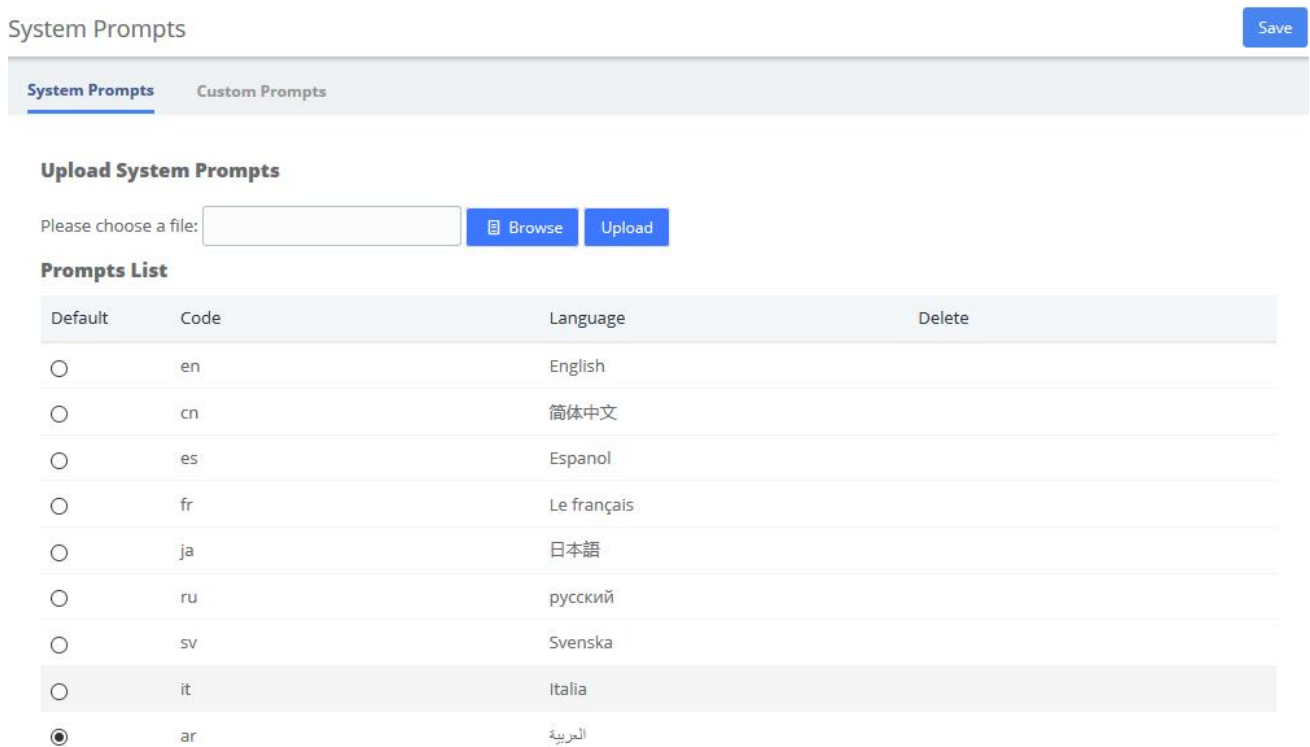 System Prompts Save
System Prompts Custom Prompts
Upload System Prompts
Please choose a file: Browse Upload
Prompts List
Default Code Language Delete
en English
cn 简体中文
es Espanol
fr Le français
ja 日本語
ru русский
sv Svenska
it Italia
ar العربية